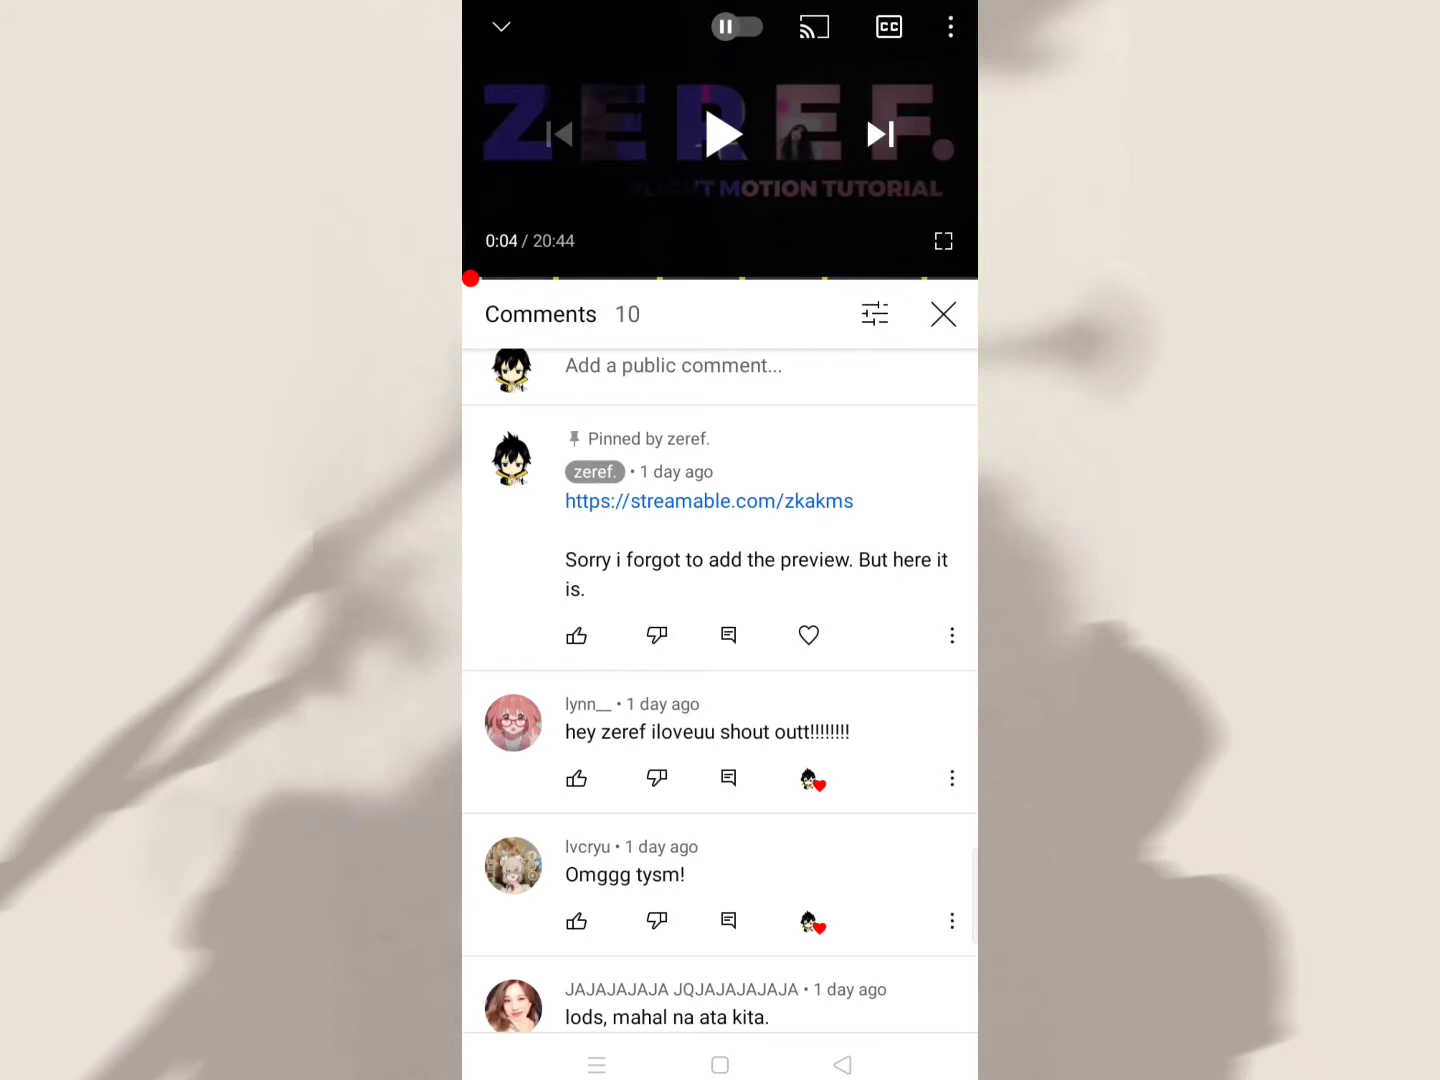 CC
ZEREF.
ALIGHT MOTION TUTORIAL
0:04 / 20:44
Comments 10
Add a public comment...
Pinned by zeref.
zeref. • 1 day ago
https://streamable.com/zkakms
Sorry i forgot to add the preview. But here it
is.
lynn__ • 1 day ago
hey zeref iloveuu shout outt!!!!!!!!
lvcryu • 1 day ago
Omggg tysm!
JAJAJAJAJA JQJAJAJAJAJA • 1 day ago
lods, mahal na ata kita.